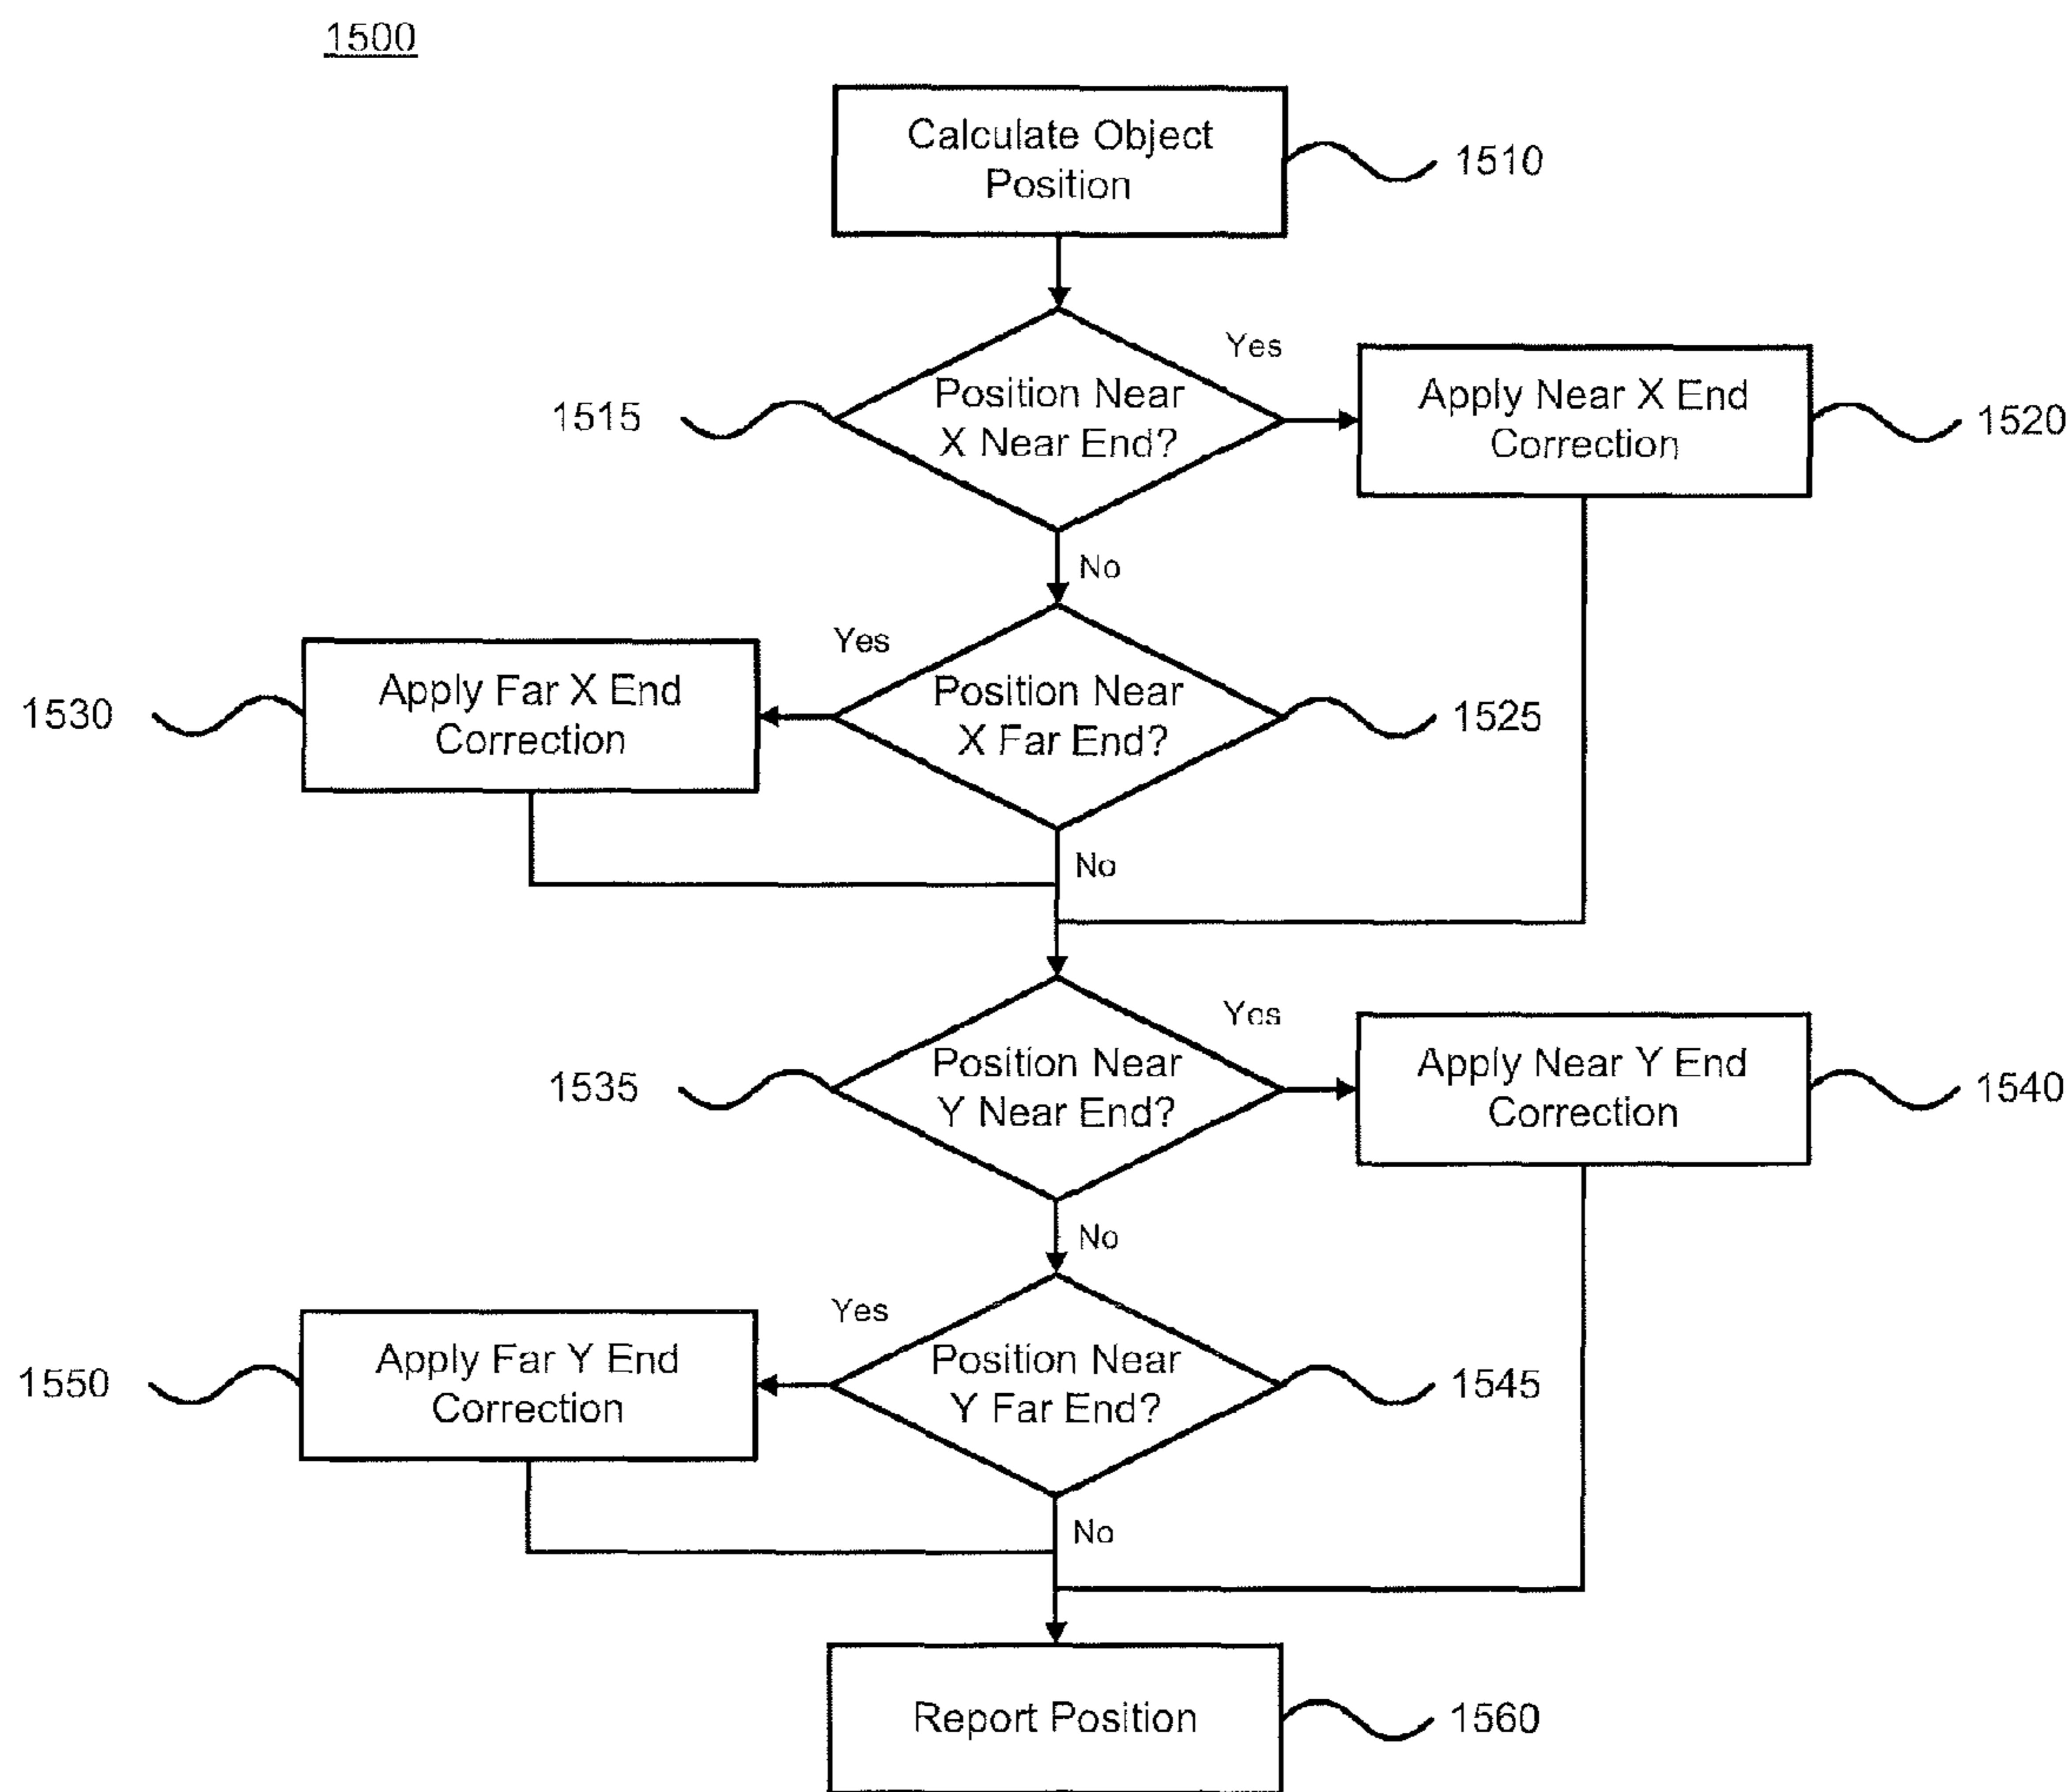 1500
Calculate Object
Position
1510
Yes
Position Near
X Near End?
1515
Apply Near X End
Correction
1520
No
Yes
Apply Far X End
Correction
1530
Position Near
X Far End?
1525
No
Yes
Position Near
Y Near End?
1535
Apply Near Y End
Correction
1540
No
Yes
Apply Far Y End
Correction
1550
Position Near
Y Far End?
1545
No
Report Position
1560